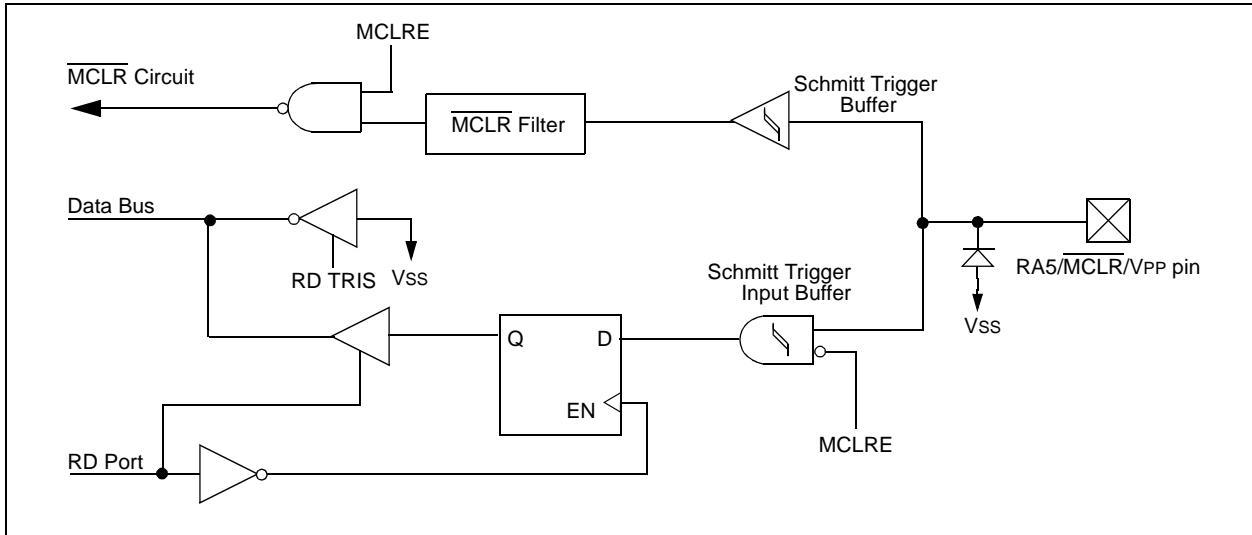 MCLRE
MCLR Circuit
Schmitt Trigger
Buffer
MCLR Filter
Data Bus
RD TRIS
VSS
Schmitt Trigger
Input Buffer
RA5/MCLR/VPP pin
VSS
Q
D
EN
MCLRE
RD Port